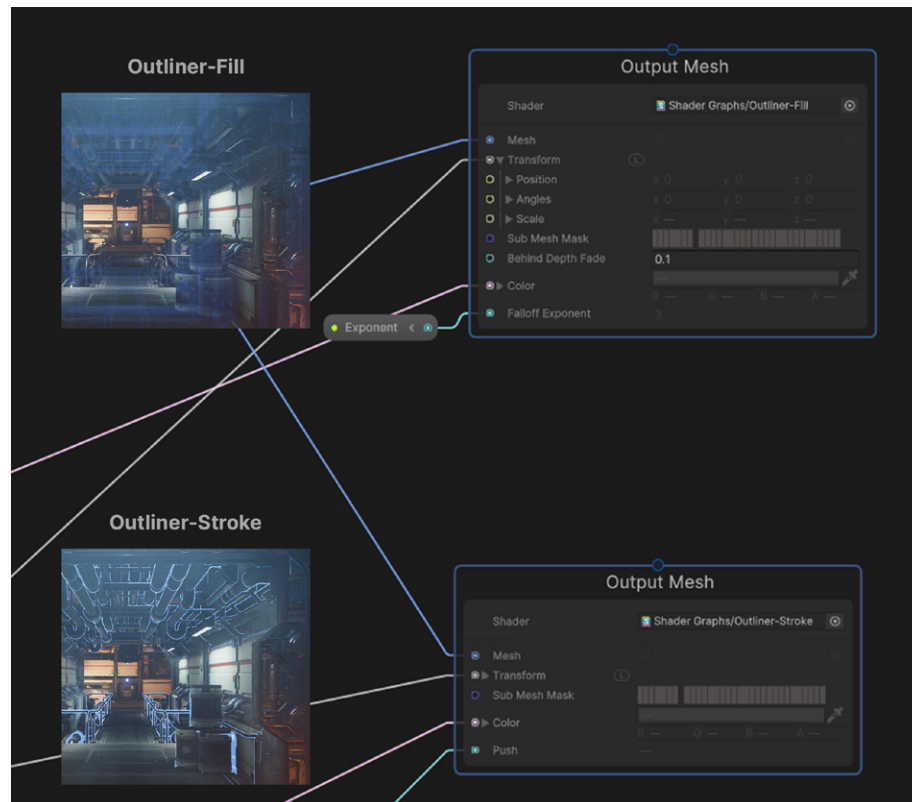 Outliner-Fill
Output Mesh
Shader
Shader Graphs/Outliner-Fill
Mesh
Transform
L
Position
x 0 y 0 z 0
Angles
x 0 y 0 z 0
Scale
x — y — z —
Sub Mesh Mask
Behind Depth Fade
0.1
Color
R — G — B — A —
Exponent
Falloff Exponent
3
Outliner-Stroke
Output Mesh
Shader
Shader Graphs/Outliner-Stroke
Mesh
Transform
L
Sub Mesh Mask
Color
R — G — B — A —
Push
—